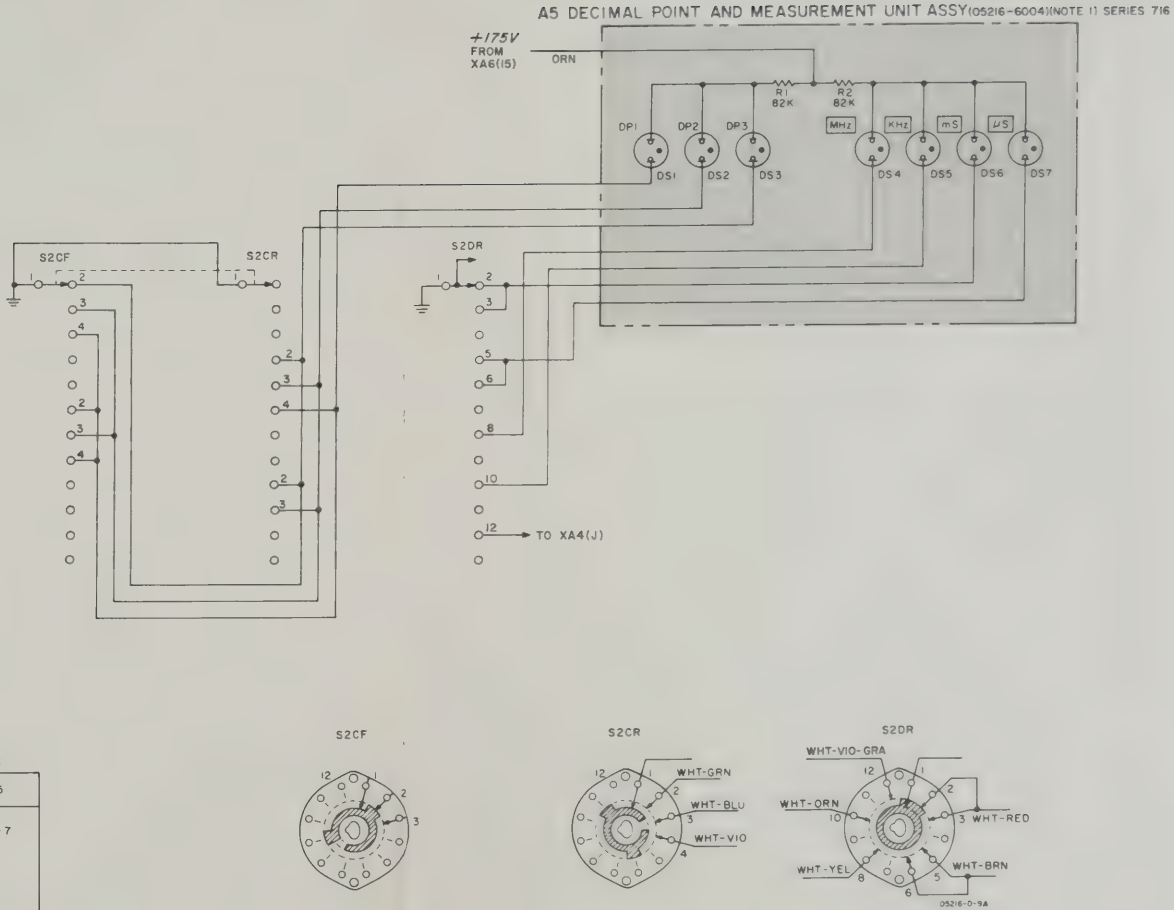 A5 DECIMAL POINT AND MEASUREMENT UNIT ASSY(05216-6004)(NOTE 1) SERIES 716
+175V
FROM
XA6(15)
ORN
R1
82K
R2
82K
DP1
DP2
DP3
MHz
KHz
mS
µS
DS1
DS2
DS3
DS4
DS5
DS6
DS7
S2CF
S2CR
S2DR
1
2
3
4
2
3
4
1
2
3
4
2
3
1
2
3
5
6
8
10
12 TO XA4(J)
S2CF
12
1
2
3
S2CR
12
1
WHT-GRN
2
WHT-BLU
3
WHT-VIO
4
S2DR
WHT-VIO-GRA
12
1
2
WHT-ORN
10
3
WHT-RED
WHT-YEL
8
WHT-BRN
5
6
05216-D-9A
7